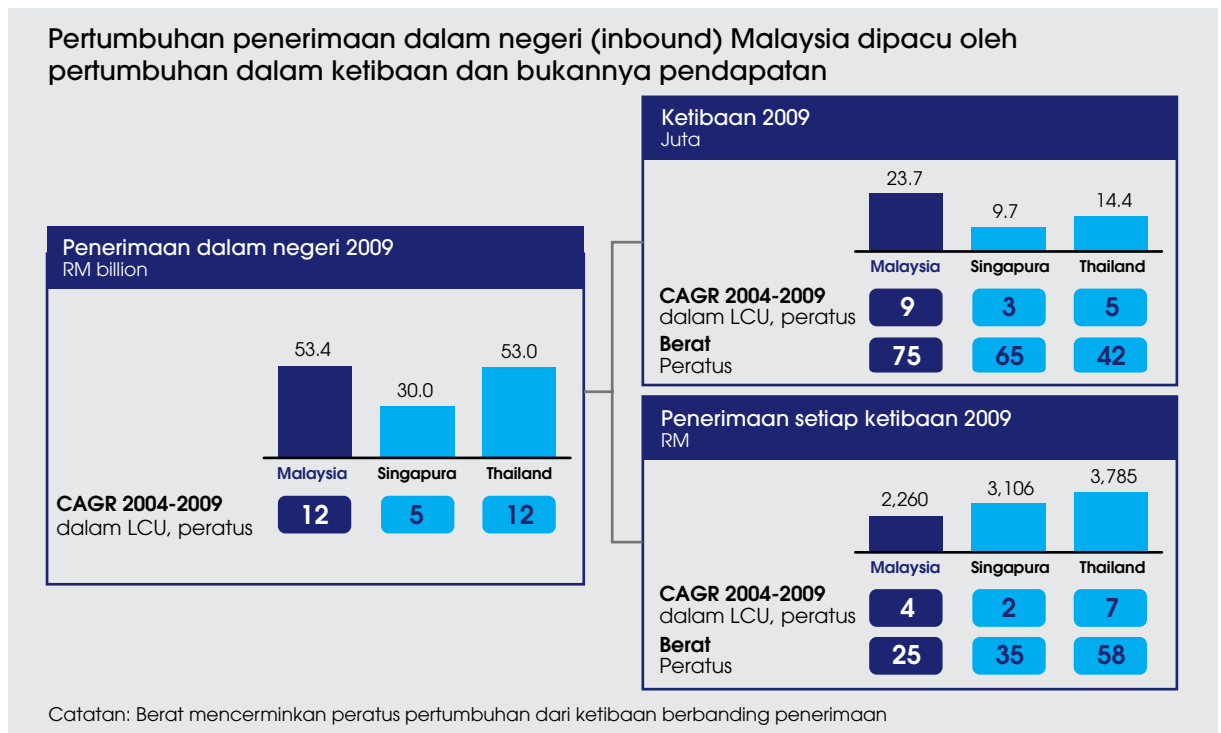 Pertumbuhan penerimaan dalam negeri (inbound) Malaysia dipacu oleh
pertumbuhan dalam ketibaan dan bukannya pendapatan
Penerimaan dalam negeri 2009
RM billion
53.4 30.0 53.0
Malaysia Singapura Thailand
CAGR 2004-2009
dalam LCU, peratus
12 5 12
Ketibaan 2009
Juta
23.7 9.7 14.4
Malaysia Singapura Thailand
CAGR 2004-2009
dalam LCU, peratus
9 3 5
Berat
Peratus
75 65 42
Penerimaan setiap ketibaan 2009
RM
2,260 3,106 3,785
Malaysia Singapura Thailand
CAGR 2004-2009
dalam LCU, peratus
4 2 7
Berat
Peratus
25 35 58
Catatan: Berat mencerminkan peratus pertumbuhan dari ketibaan berbanding penerimaan